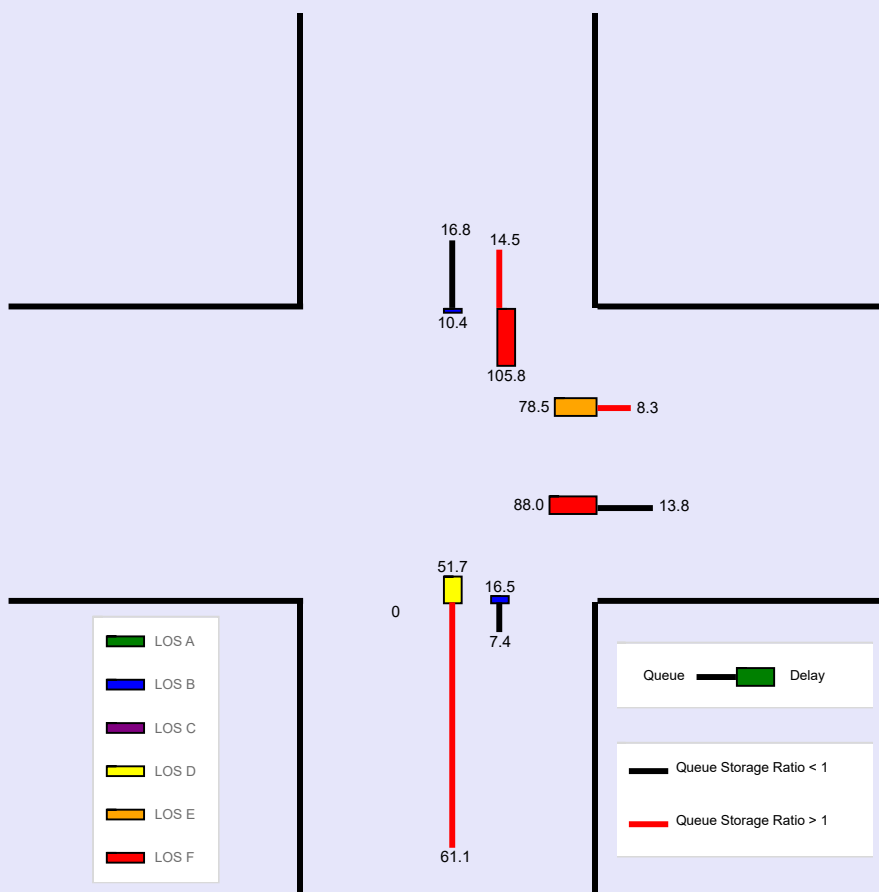 16.8
14.5
10.4
105.8
78.5
8.3
88.0
13.8
51.7
16.5
0
7.4
61.1
LOS A
LOS B
LOS C
LOS D
LOS E
LOS F
Queue
Delay
Queue Storage Ratio < 1
Queue Storage Ratio > 1